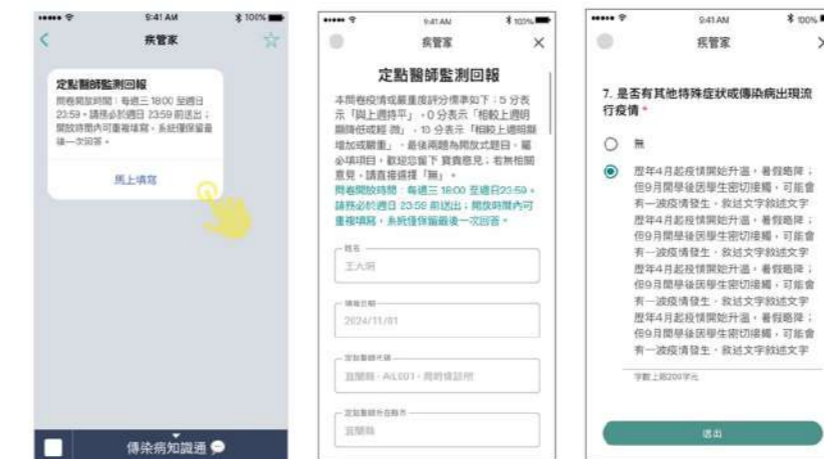 9:41 AM
100%
疾管家
定點醫師監測回報
問卷開放時間：每週三 18:00 至週日
23:59，請務必於週日 23:59 前送出；
開放時間內可重複填寫，系統僅保留最
後一次回答。
馬上填寫
傳染病知識通
9:41 AM
100%
疾管家
定點醫師監測回報
本問卷疫情或嚴重度評分標準如下：5 分表
示「與上週持平」，0 分表示「相較上週明
顯降低或輕微」，10 分表示「相較上週明顯
增加或嚴重」，最後兩題為開放式題目，屬
必填項目，歡迎您留下 寶貴意見；若無相關
意見，請直接選擇「無」。
問卷開放時間：每週三 18:00 至週日23:59，
請務必於週日 23:59 前送出；開放時間內可
重複填寫，系統僅保留最後一次回答。
姓名
王大明
填報日期
2024/11/01
定點醫師代碼
宜蘭縣
9:41 AM
100%
疾管家
7. 是否有其他特殊症狀或傳染病出現流
行疫情 *
無
歷年4月起疫情開始升溫，暑假略降；
但9月開學後因學生密切接觸，可能會
有一波疫情發生，敘述文字敘述文字
歷年4月起疫情開始升溫，暑假略降；
但9月開學後因學生密切接觸，可能會
有一波疫情發生，敘述文字敘述文字
歷年4月起疫情開始升溫，暑假略降；
但9月開學後因學生密切接觸，可能會
有一波疫情發生，敘述文字敘述文字
歷年4月起疫情開始升溫，暑假略降；
但9月開學後因學生密切接觸，可能會
有一波疫情發生，敘述文字敘述文字
字數上限200字元
送出